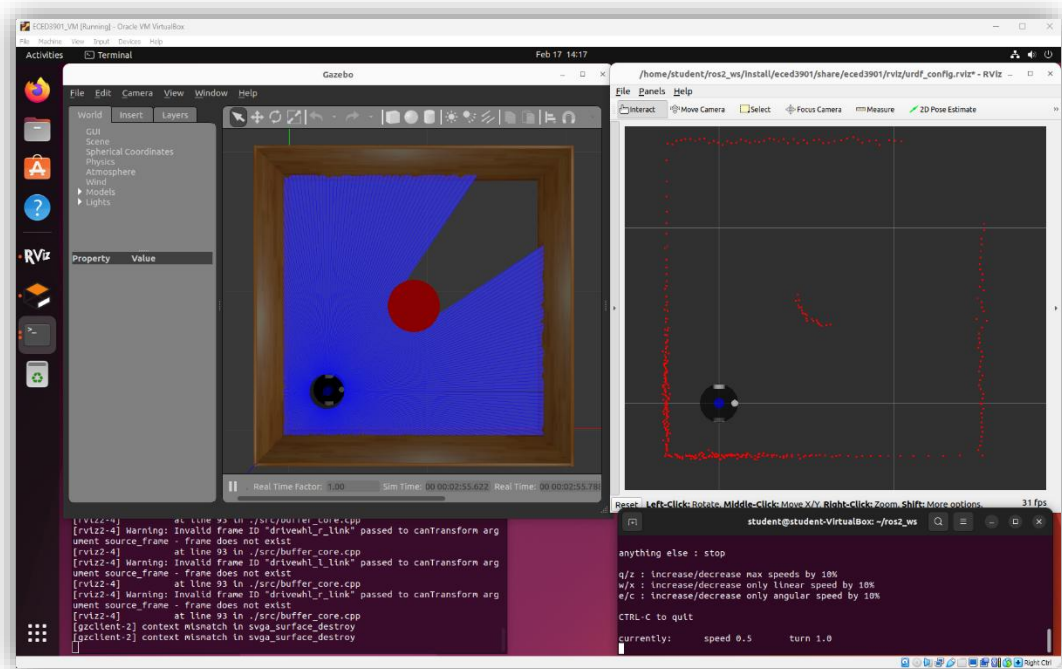 ECED3901_VM [Running] - Oracle VM VirtualBox
File Machine View Input Devices Help
Activities Terminal Feb 17 14:17
Gazebo
File Edit Camera View Window Help
World Insert Layers
GUI
Scene
Spherical Coordinates
Physics
Atmosphere
Wind
Models
Lights
Property Value
RViz
Real Time Factor: 1.00 Sim Time: 00 00:02:55.622 Real Time: 00 00:02:55.798
/home/student/ros2_ws/install/eced3901/share/eced3901/rviz/urdf_config.rviz* - RViz
File Panels Help
Interact Move Camera Select Focus Camera Measure 2D Pose Estimate
Reset Left-Click: Rotate. Middle-Click: Move X/Y. Right-Click: Zoom. Shift: More options. 31 fps
[rviz2-4] at line 93 in ./src/buffer_core.cpp
[rviz2-4] Warning: Invalid frame ID "drivewhl_r_link" passed to canTransform arg
ument source_frame - frame does not exist
[rviz2-4] at line 93 in ./src/buffer_core.cpp
[rviz2-4] Warning: Invalid frame ID "drivewhl_l_link" passed to canTransform arg
ument source_frame - frame does not exist
[rviz2-4] at line 93 in ./src/buffer_core.cpp
[rviz2-4] Warning: Invalid frame ID "drivewhl_r_link" passed to canTransform arg
ument source_frame - frame does not exist
[rviz2-4] at line 93 in ./src/buffer_core.cpp
[gzclient-2] context mismatch in svga_surface_destroy
[gzclient-2] context mismatch in svga_surface_destroy
student@student-VirtualBox: ~/ros2_ws
anything else : stop
q/z : increase/decrease max speeds by 10%
w/x : increase/decrease only linear speed by 10%
e/c : increase/decrease only angular speed by 10%
CTRL-C to quit
currently: speed 0.5 turn 1.0
Right Ctrl